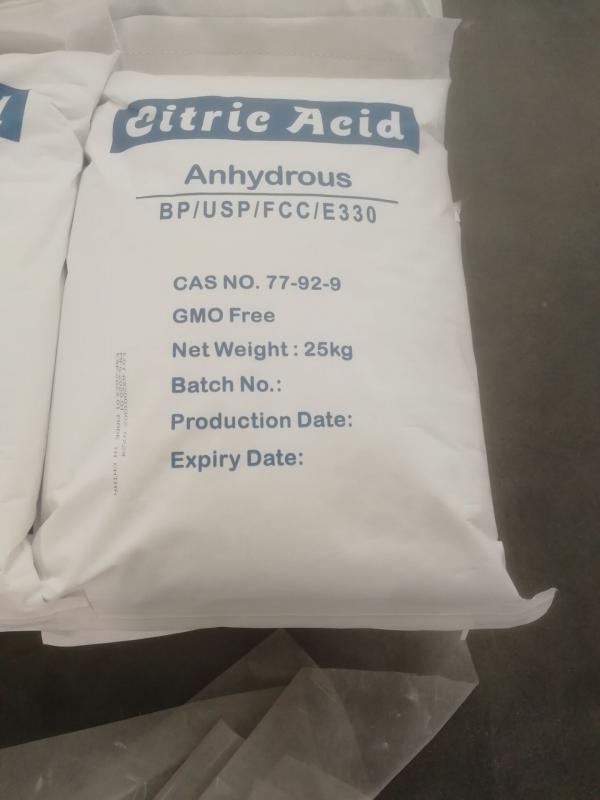 Citric Acid
Anhydrous
BP/USP/FCC/E330
CAS NO. 77-92-9
GMO Free
Net Weight : 25kg
Batch No.:
Production Date:
Expiry Date: